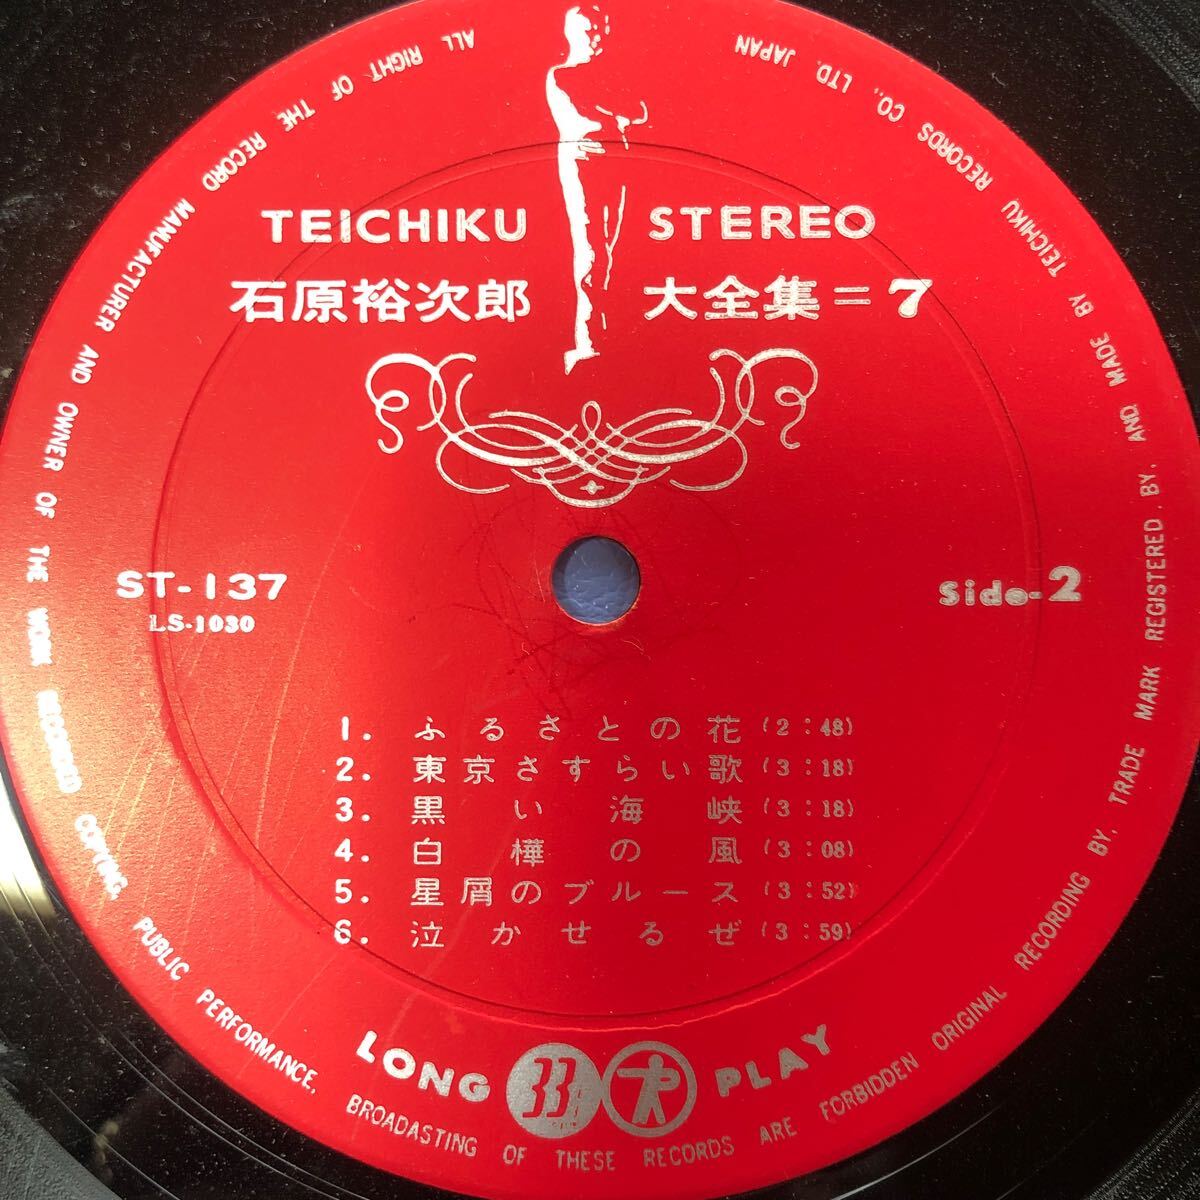 TEICHIKU STEREO
石原裕次郎 大全集=7
ST-137
LS-1030
Side-2
1. ふるさとの花 (2:48)
2. 東京さすらい歌 (3:18)
3. 黒い海峡 (3:18)
4. 白樺の風 (3:08)
5. 星屑のブルース (3:52)
6. 泣かせるぜ (3:59)
LONG 33⅓ PLAY
ALL RIGHT OF THE RECORD MANUFACTURER AND OWNER OF THE WORK RECORDED COPYING, PUBLIC PERFORMANCE, BROADASTING OF THESE RECORDS ARE FORBIDDEN ORIGINAL RECORDING BY, TRADE MARK REGISTERED BY, AND MADE BY TEICHIKU RECORDS CO., LTD. JAPAN